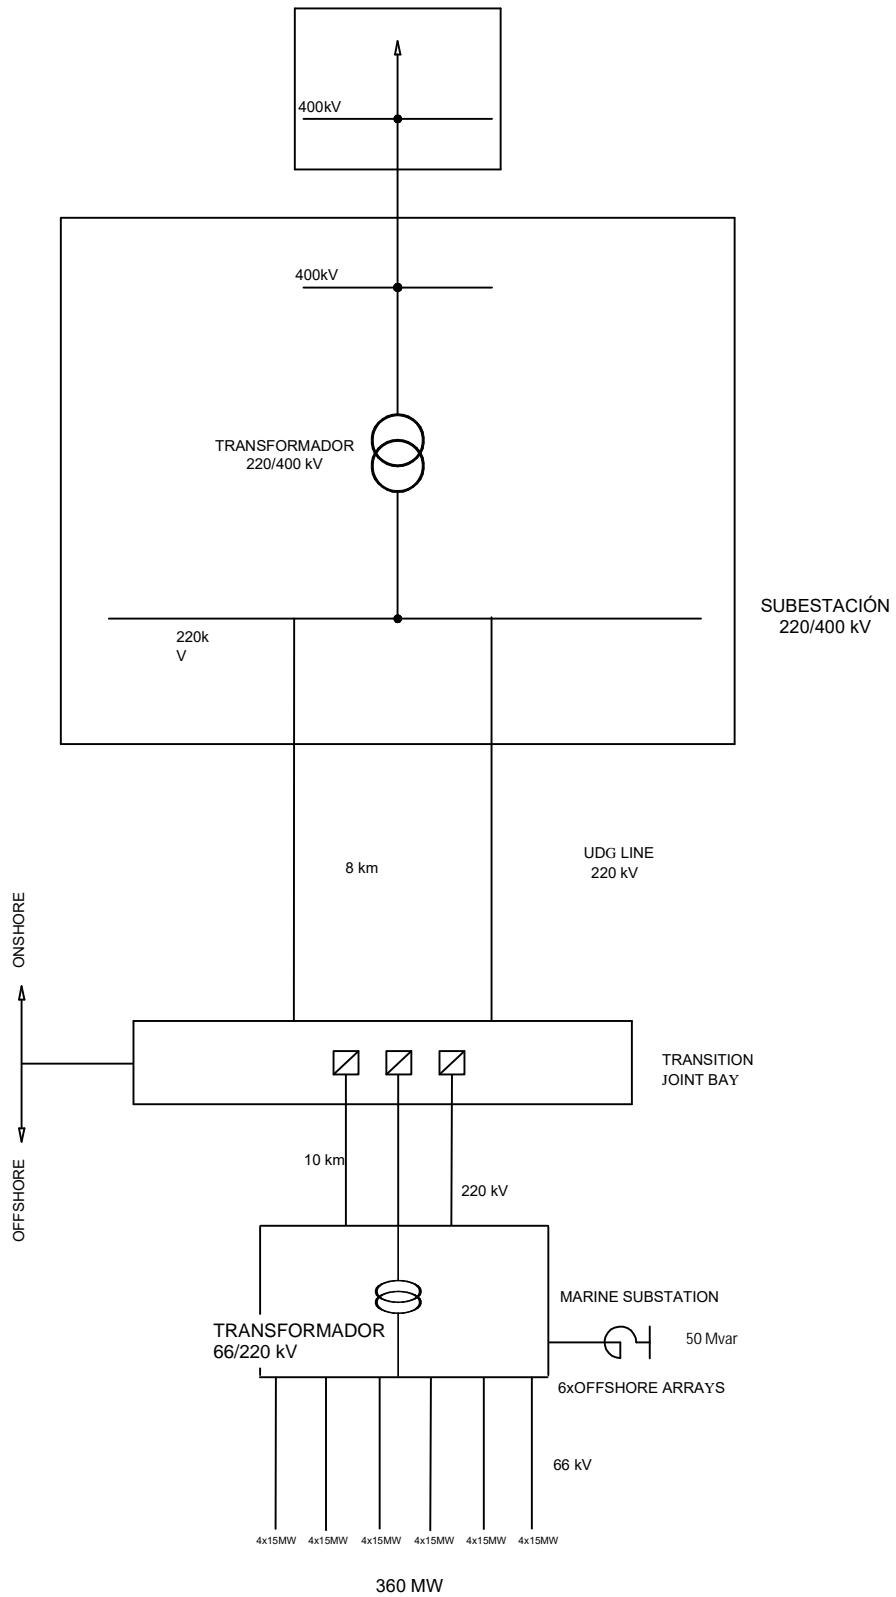 400kV
400kV
TRANSFORMADOR
220/400 kV
SUBESTACIÓN
220/400 kV
220k
V
UDG LINE
220 kV
8 km
ONSHORE
TRANSITION
JOINT BAY
OFFSHORE
10 km
220 kV
MARINE SUBSTATION
TRANSFORMADOR
66/220 kV
50 Mvar
6xOFFSHORE ARRAYS
66 kV
4x15MW 4x15MW 4x15MW 4x15MW 4x15MW 4x15MW
360 MW